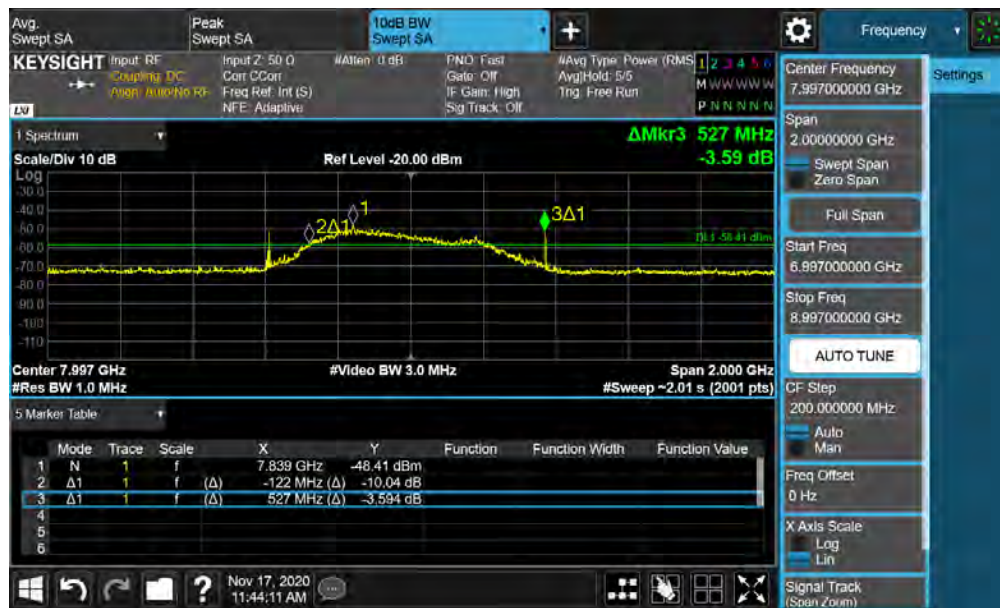 Avg. Swept SA
Peak Swept SA
10dB BW Swept SA
Frequency
KEYSIGHT
Input: RF
Coupling: DC
Align: Auto/No RF
Input Z: 50 Ω
Corr CCorr
Freq Ref: Int (S)
NFE: Adaptive
#Atten: 0 dB
PNO: Fast
Gate: Off
IF Gain: High
Sig Track: Off
#Avg Type: Power (RMS
Avg|Hold: 5/5
Trig: Free Run
1 2 3 4 5 6
M W W W W W
P N N N N N
LXI
1 Spectrum
ΔMkr3 527 MHz
-3.59 dB
Scale/Div 10 dB
Ref Level -20.00 dBm
Log
-30.0
-40.0
-50.0
-60.0
-70.0
-80.0
-90.0
-100
-110
1
2Δ1
3Δ1
DL1 -58.41 dBm
Center 7.997 GHz
#Video BW 3.0 MHz
Span 2.000 GHz
#Res BW 1.0 MHz
#Sweep ~2.01 s (2001 pts)
5 Marker Table
Mode Trace Scale X Y Function Function Width Function Value
1 N 1 f 7.839 GHz -48.41 dBm
2 Δ1 1 f (Δ) -122 MHz (Δ) -10.04 dB
3 Δ1 1 f (Δ) 527 MHz (Δ) -3.594 dB
4
5
6
Center Frequency
7.997000000 GHz
Settings
Span
2.00000000 GHz
Swept Span
Zero Span
Full Span
Start Freq
6.997000000 GHz
Stop Freq
8.997000000 GHz
AUTO TUNE
CF Step
200.000000 MHz
Auto
Man
Freq Offset
0 Hz
X Axis Scale
Log
Lin
Signal Track
(Span Zoom)
?
Nov 17, 2020
11:44:11 AM